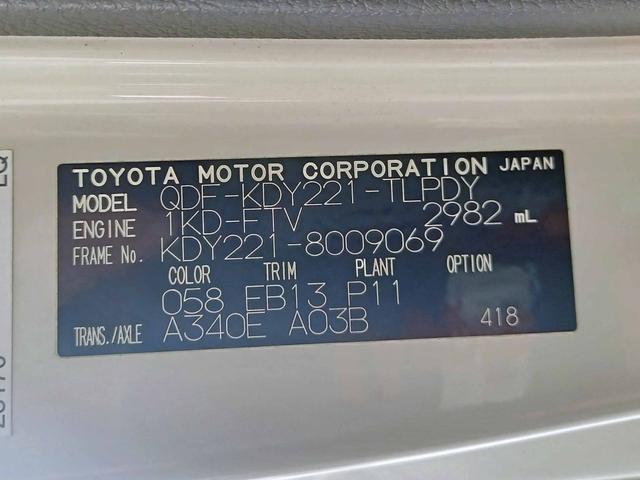 TOYOTA MOTOR CORPORATION JAPAN
MODEL QDF-KDY221-TLPDY
ENGINE 1KD-FTV 2982 mL
FRAME No. KDY221-8009069
COLOR TRIM PLANT OPTION
058 EB13 P11
TRANS./AXLE A340E A03B 418